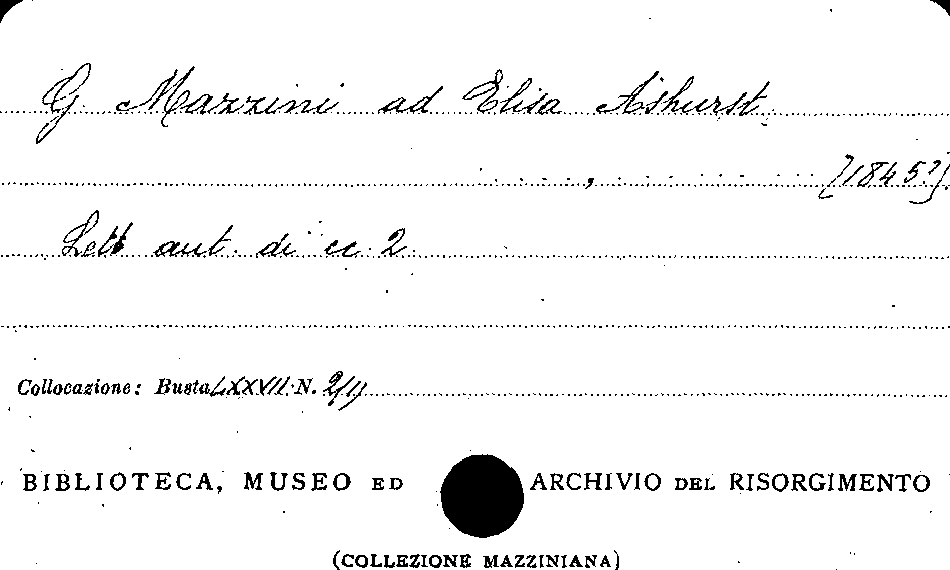 G. Mazzini ad Elisa Ashurst.
....., ........ [1845?].
Lett. aut. di cc. 2.
Collocazione: Busta LXXVII N. 2/1)
BIBLIOTECA, MUSEO ED ARCHIVIO DEL RISORGIMENTO
(COLLEZIONE MAZZINIANA)